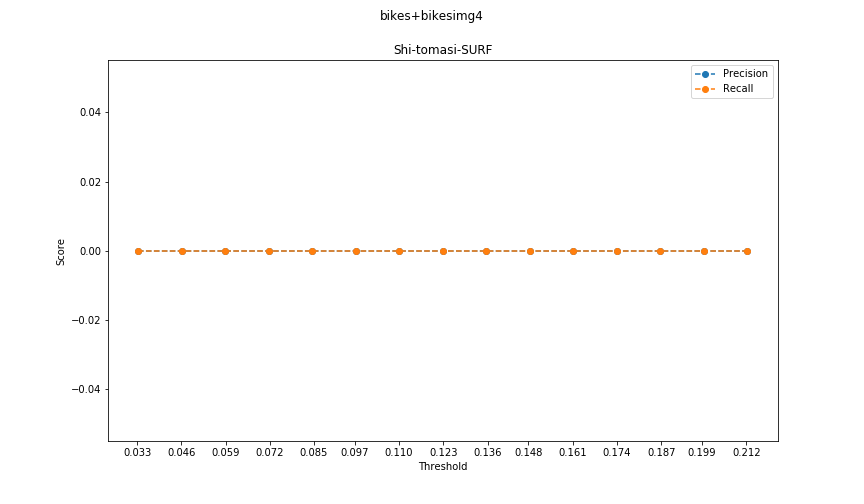 bikes+bikesimg4
Shi-tomasi-SURF
Precision
Recall
0.04
0.02
0.00
−0.02
−0.04
Score
0.033 0.046 0.059 0.072 0.085 0.097 0.110 0.123 0.136 0.148 0.161 0.174 0.187 0.199 0.212
Threshold